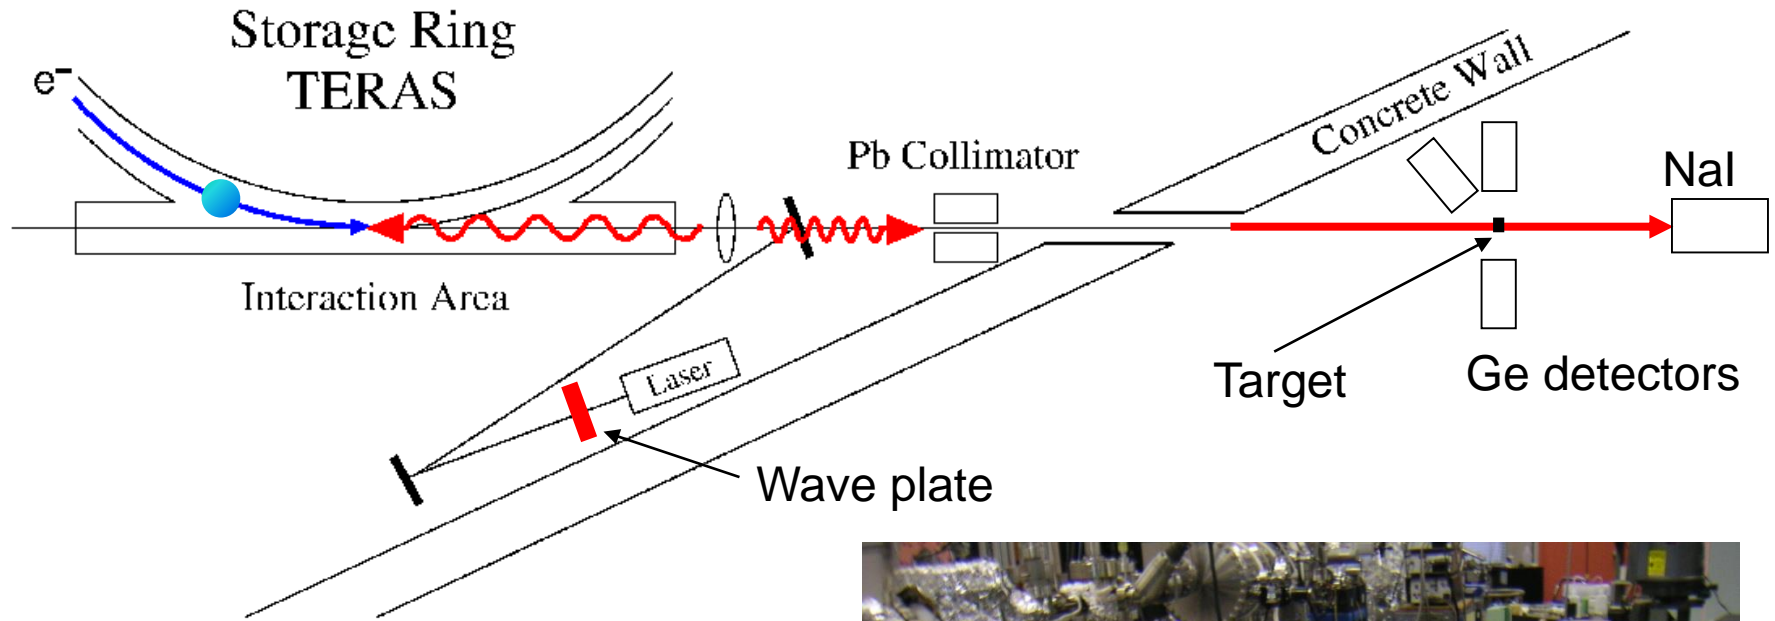 Storage Ring
TERAS
e⁻
Concrete Wall
Pb Collimator
NaI
Interaction Area
Laser
Target
Ge detectors
Wave plate